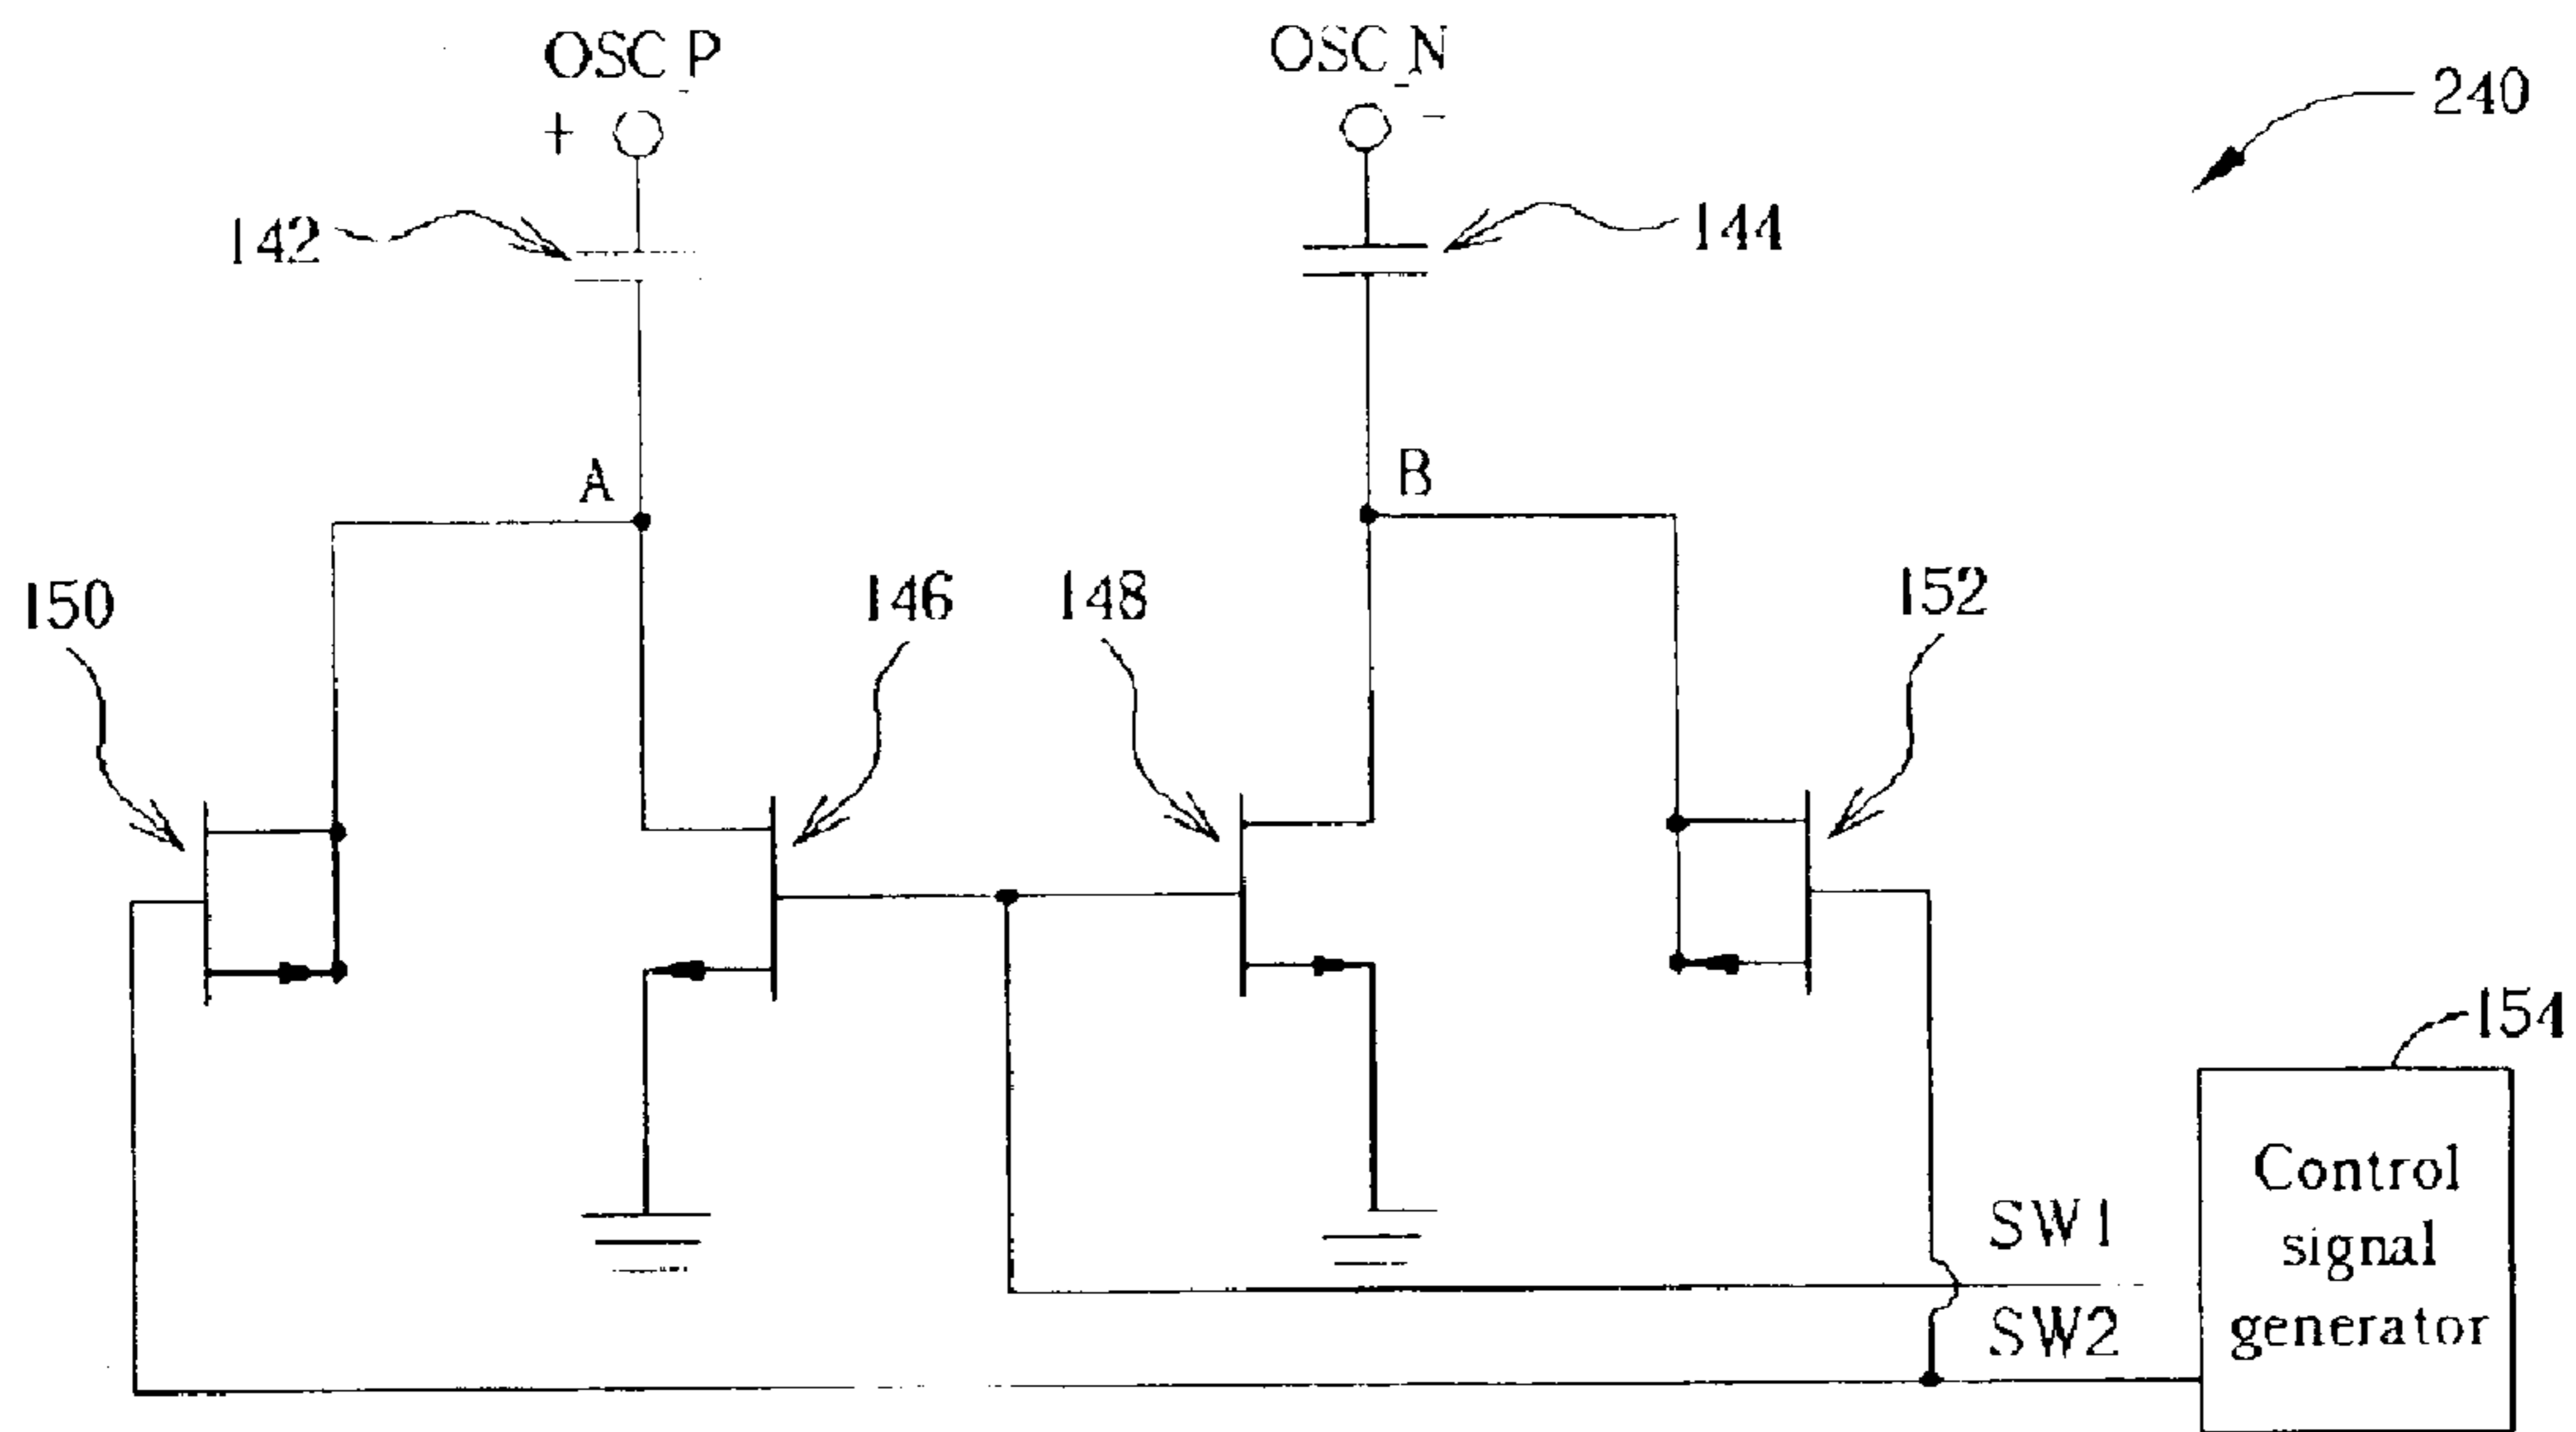 OSC_P
OSC_N
+
-
240
142
144
A
B
150
146
148
152
154
SW1
SW2
Control
signal
generator